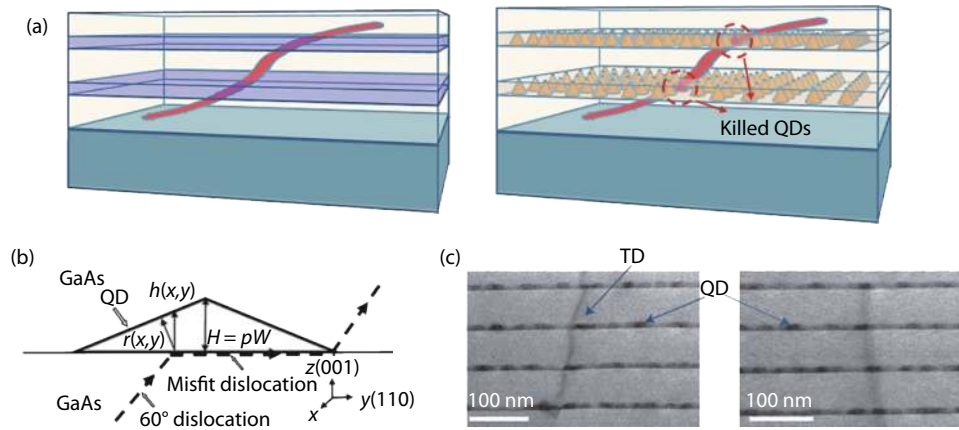 (a)
Killed QDs
(b)
GaAs
QD
h(x,y)
r(x,y)
H = pW
z(001)
Misfit dislocation
y(110)
x
GaAs
60° dislocation
(c)
TD
QD
100 nm
100 nm